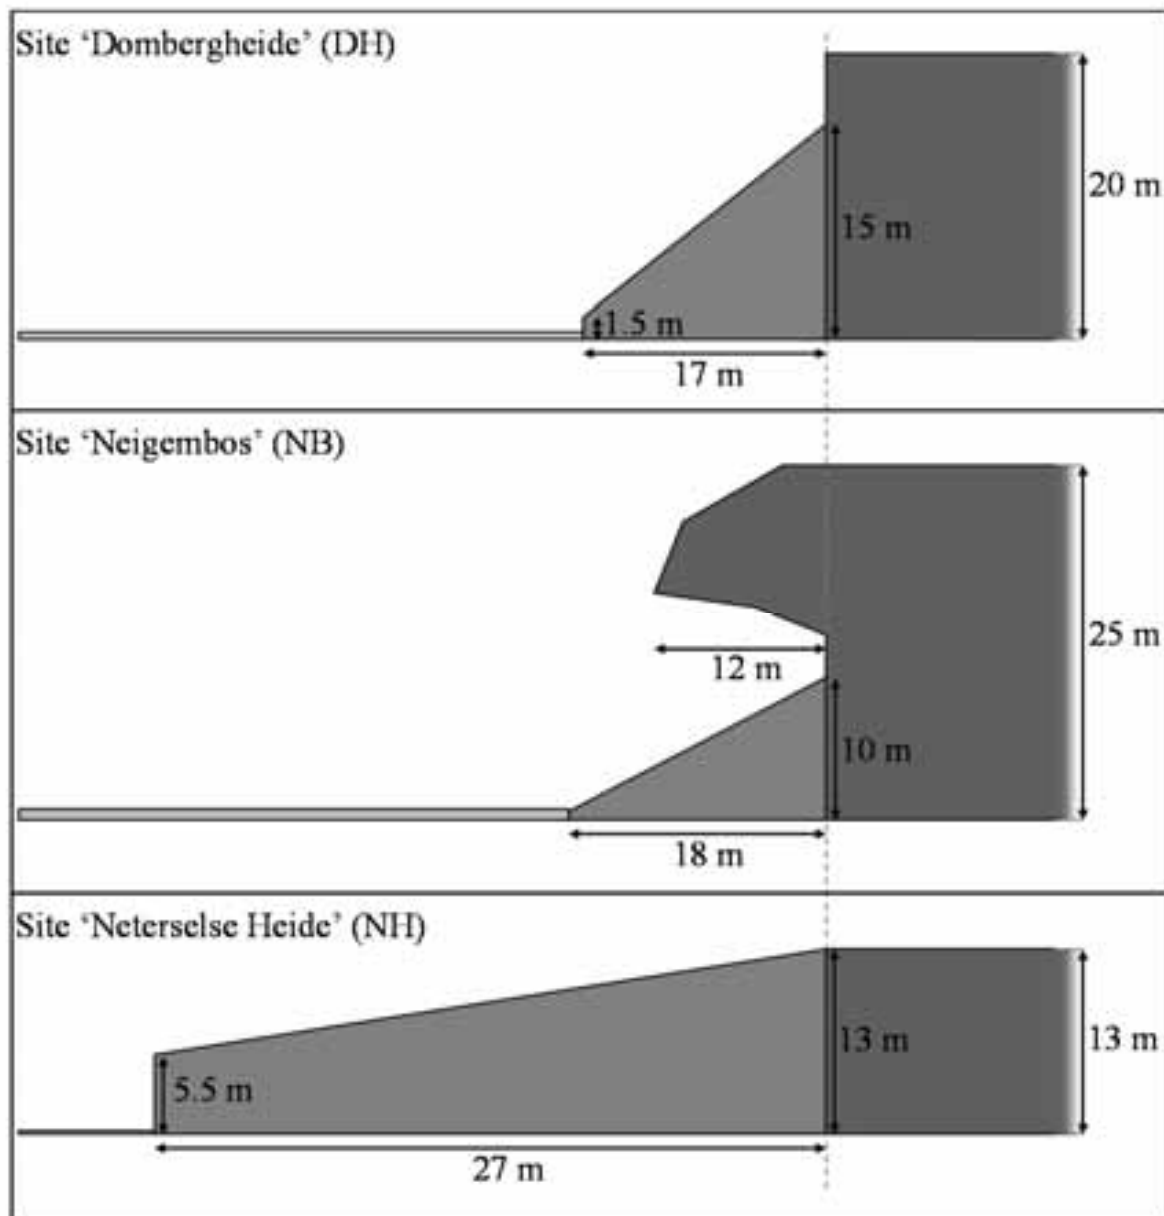 Site ‘Dombergheide’ (DH)
20 m
15 m
1.5 m
17 m
Site ‘Neigembos’ (NB)
25 m
12 m
10 m
18 m
Site ‘Neterselse Heide’ (NH)
13 m
13 m
5.5 m
27 m